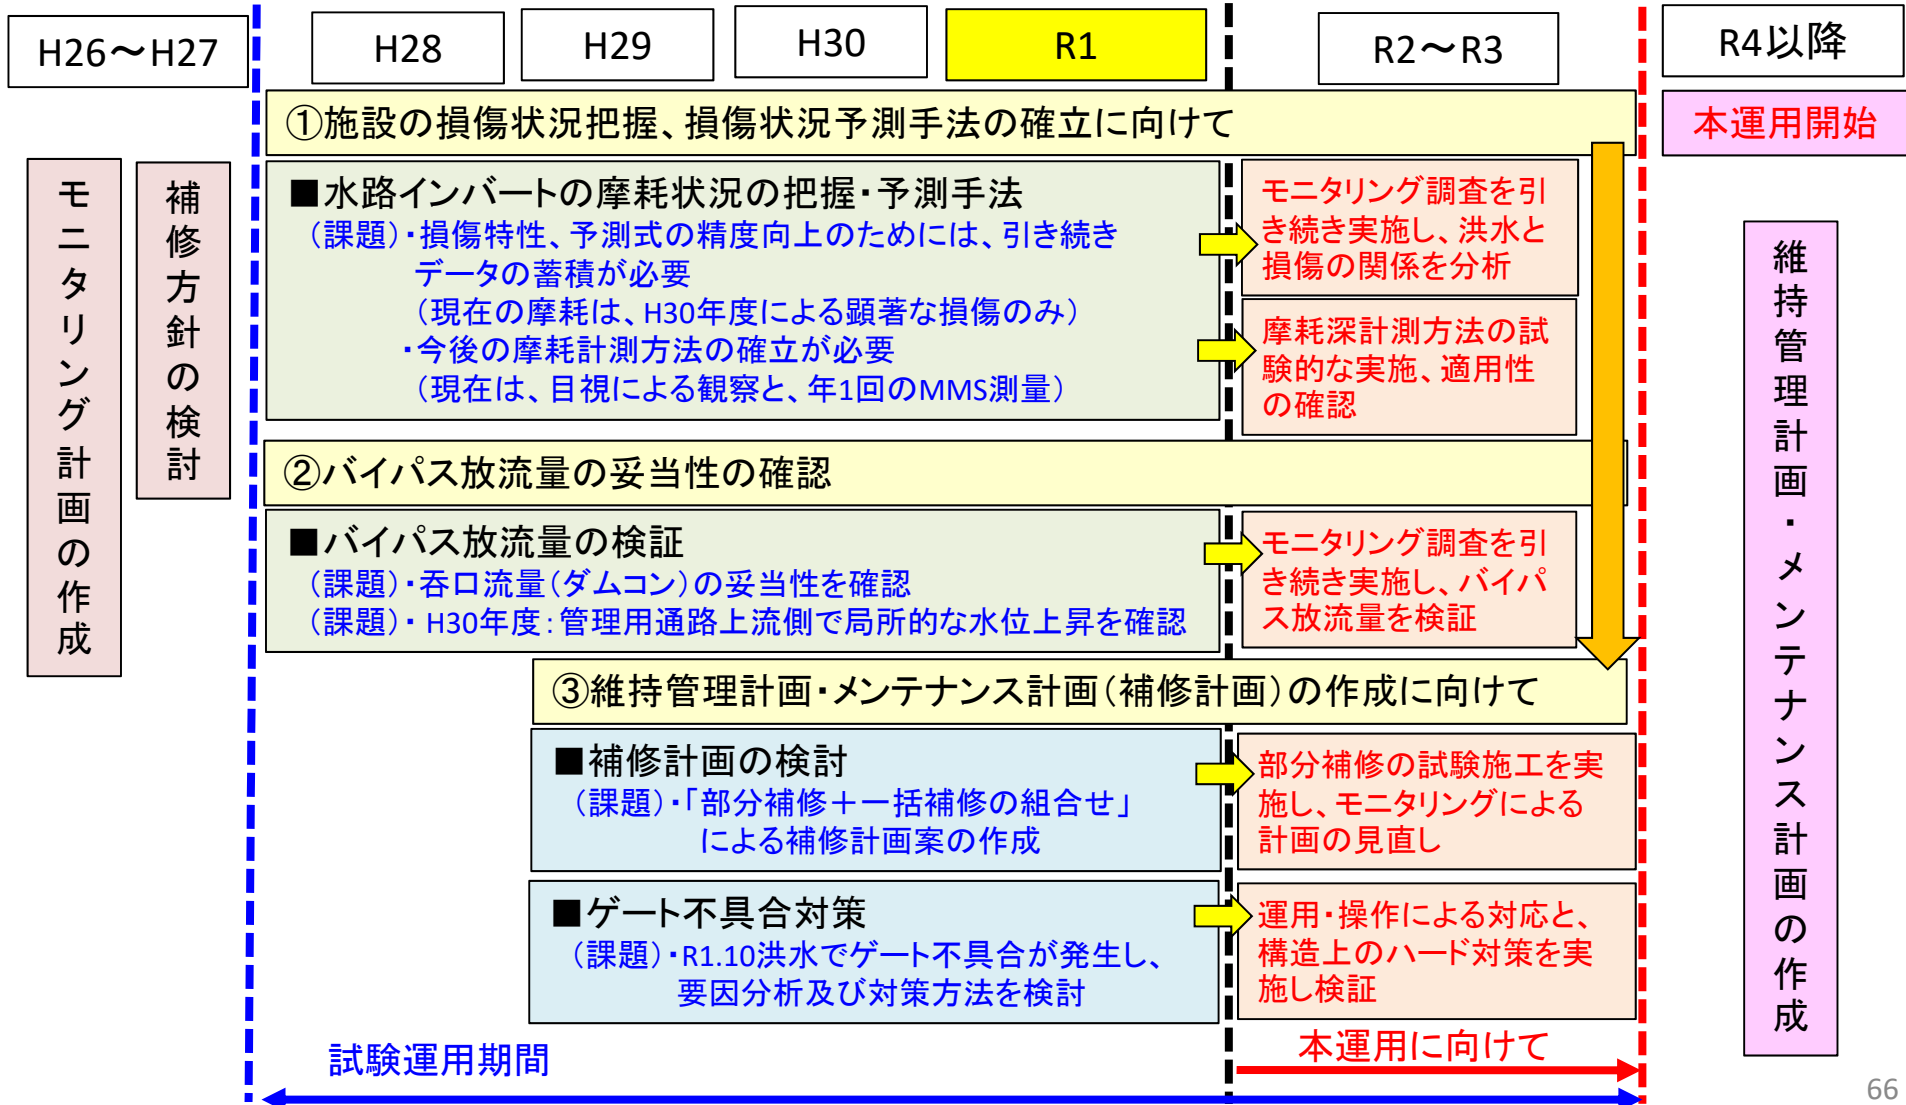 H26～H27
H28
H29
H30
R1
R2～R3
R4以降
①施設の損傷状況把握、損傷状況予測手法の確立に向けて
本運用開始
モニタリング計画の作成
補修方針の検討
■水路インバートの摩耗状況の把握・予測手法
（課題）・損傷特性、予測式の精度向上のためには、引き続き
データの蓄積が必要
（現在の摩耗は、H30年度による顕著な損傷のみ）
・今後の摩耗計測方法の確立が必要
（現在は、目視による観察と、年1回のMMS測量）
モニタリング調査を引
き続き実施し、洪水と
損傷の関係を分析
摩耗深計測方法の試
験的な実施、適用性
の確認
②バイパス放流量の妥当性の確認
■バイパス放流量の検証
（課題）・呑口流量（ダムコン）の妥当性を確認
（課題）・H30年度：管理用通路上流側で局所的な水位上昇を確認
モニタリング調査を引
き続き実施し、バイパ
ス放流量を検証
③維持管理計画・メンテナンス計画（補修計画）の作成に向けて
■補修計画の検討
（課題）・「部分補修＋一括補修の組合せ」
による補修計画案の作成
部分補修の試験施工を実
施し、モニタリングによる
計画の見直し
■ゲート不具合対策
（課題）・R1.10洪水でゲート不具合が発生し、
要因分析及び対策方法を検討
運用・操作による対応と、
構造上のハード対策を実
施し検証
維持管理計画・メンテナンス計画の作成
試験運用期間
本運用に向けて
66